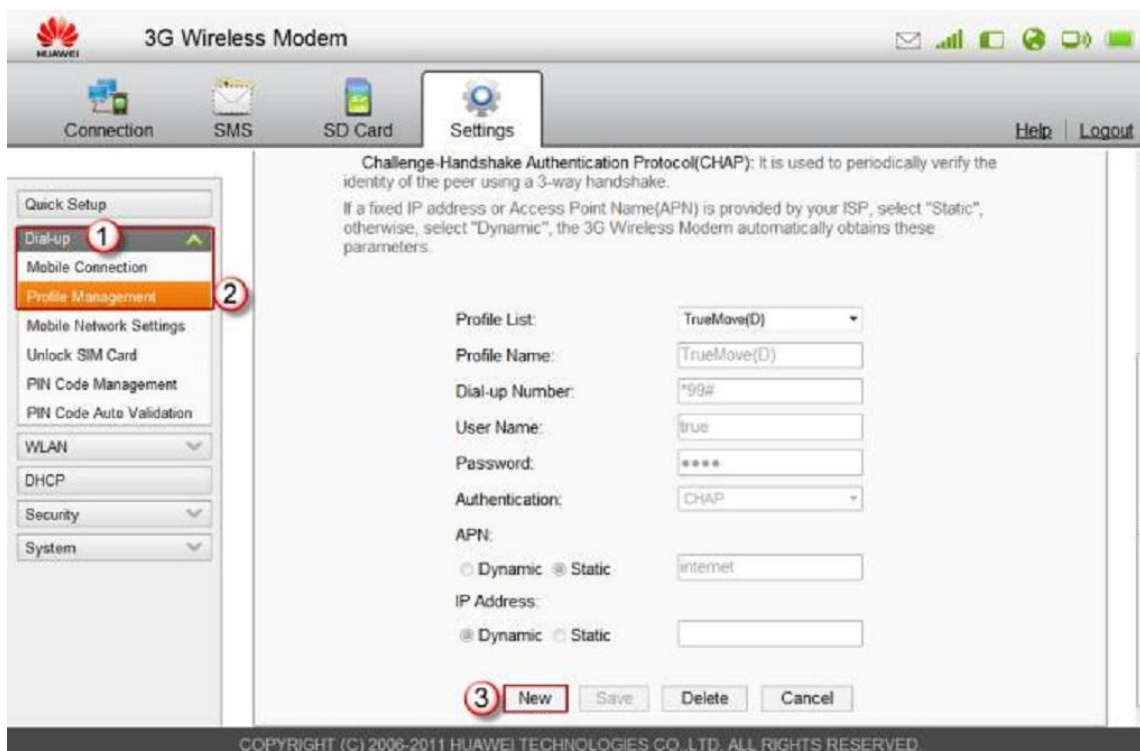 HUAWEI
3G Wireless Modem
Connection
SMS
SD Card
Settings
Help
Logout
Challenge-Handshake Authentication Protocol(CHAP): It is used to periodically verify the
identity of the peer using a 3-way handshake.
If a fixed IP address or Access Point Name(APN) is provided by your ISP, select "Static",
otherwise, select "Dynamic", the 3G Wireless Modem automatically obtains these
parameters.
Quick Setup
Dial-up 1
Mobile Connection
Profile Management 2
Mobile Network Settings
Unlock SIM Card
PIN Code Management
PIN Code Auto Validation
WLAN
DHCP
Security
System
Profile List: TrueMove(D)
Profile Name: TrueMove(D)
Dial-up Number: *99#
User Name: true
Password: ●●●●
Authentication: CHAP
APN:
Dynamic Static internet
IP Address:
Dynamic Static
3 New Save Delete Cancel
COPYRIGHT (C) 2006-2011 HUAWEI TECHNOLOGIES CO.,LTD. ALL RIGHTS RESERVED.